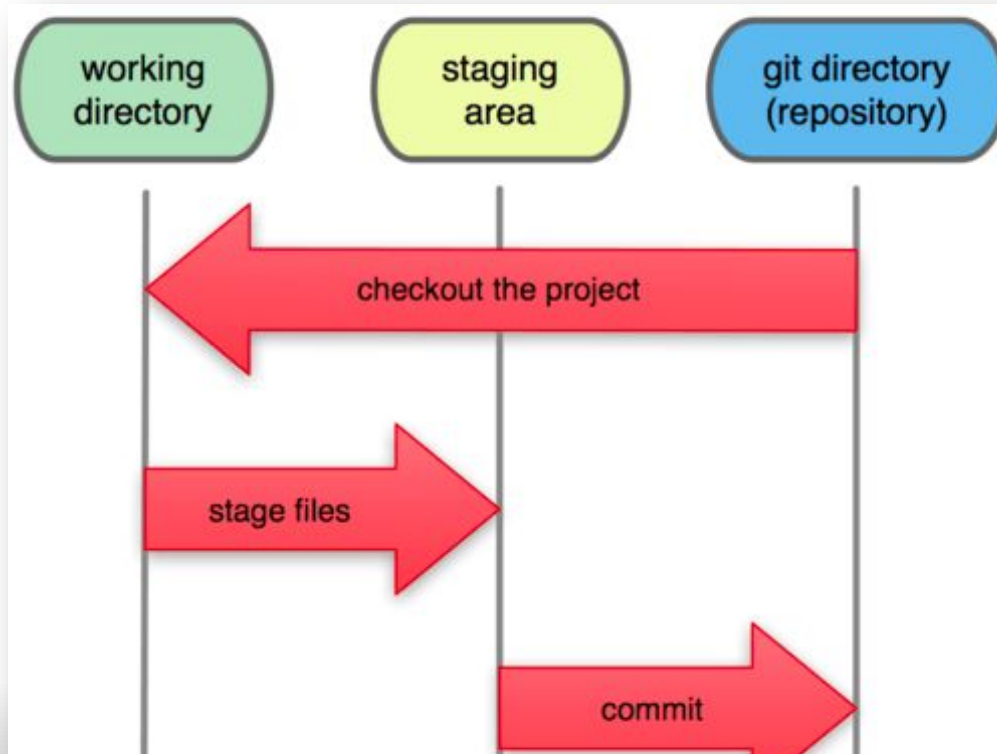 working
directory
staging
area
git directory
(repository)
checkout the project
stage files
commit